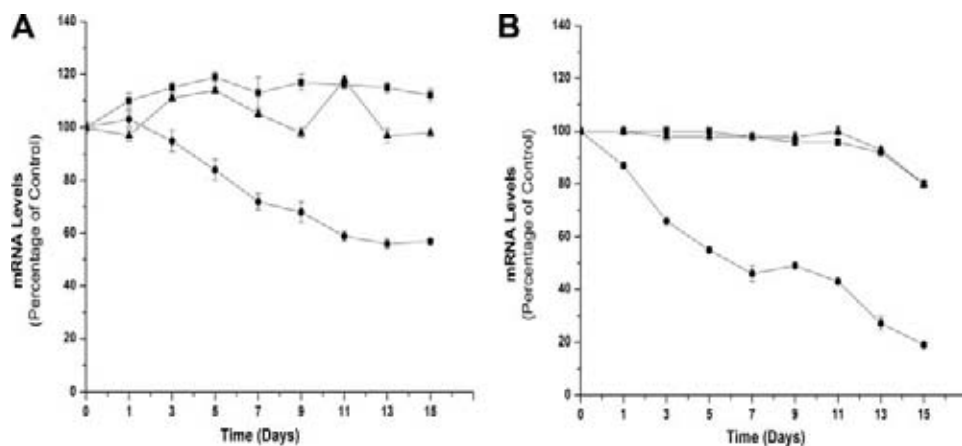 A
140
120
100
80
60
40
20
0
mRNA Levels
(Percentage of Control)
0 1 3 5 7 9 11 13 15
Time (Days)
B
140
120
100
80
60
40
20
0
mRNA Levels
(Percentage of Control)
0 1 3 5 7 9 11 13 15
Time (Days)